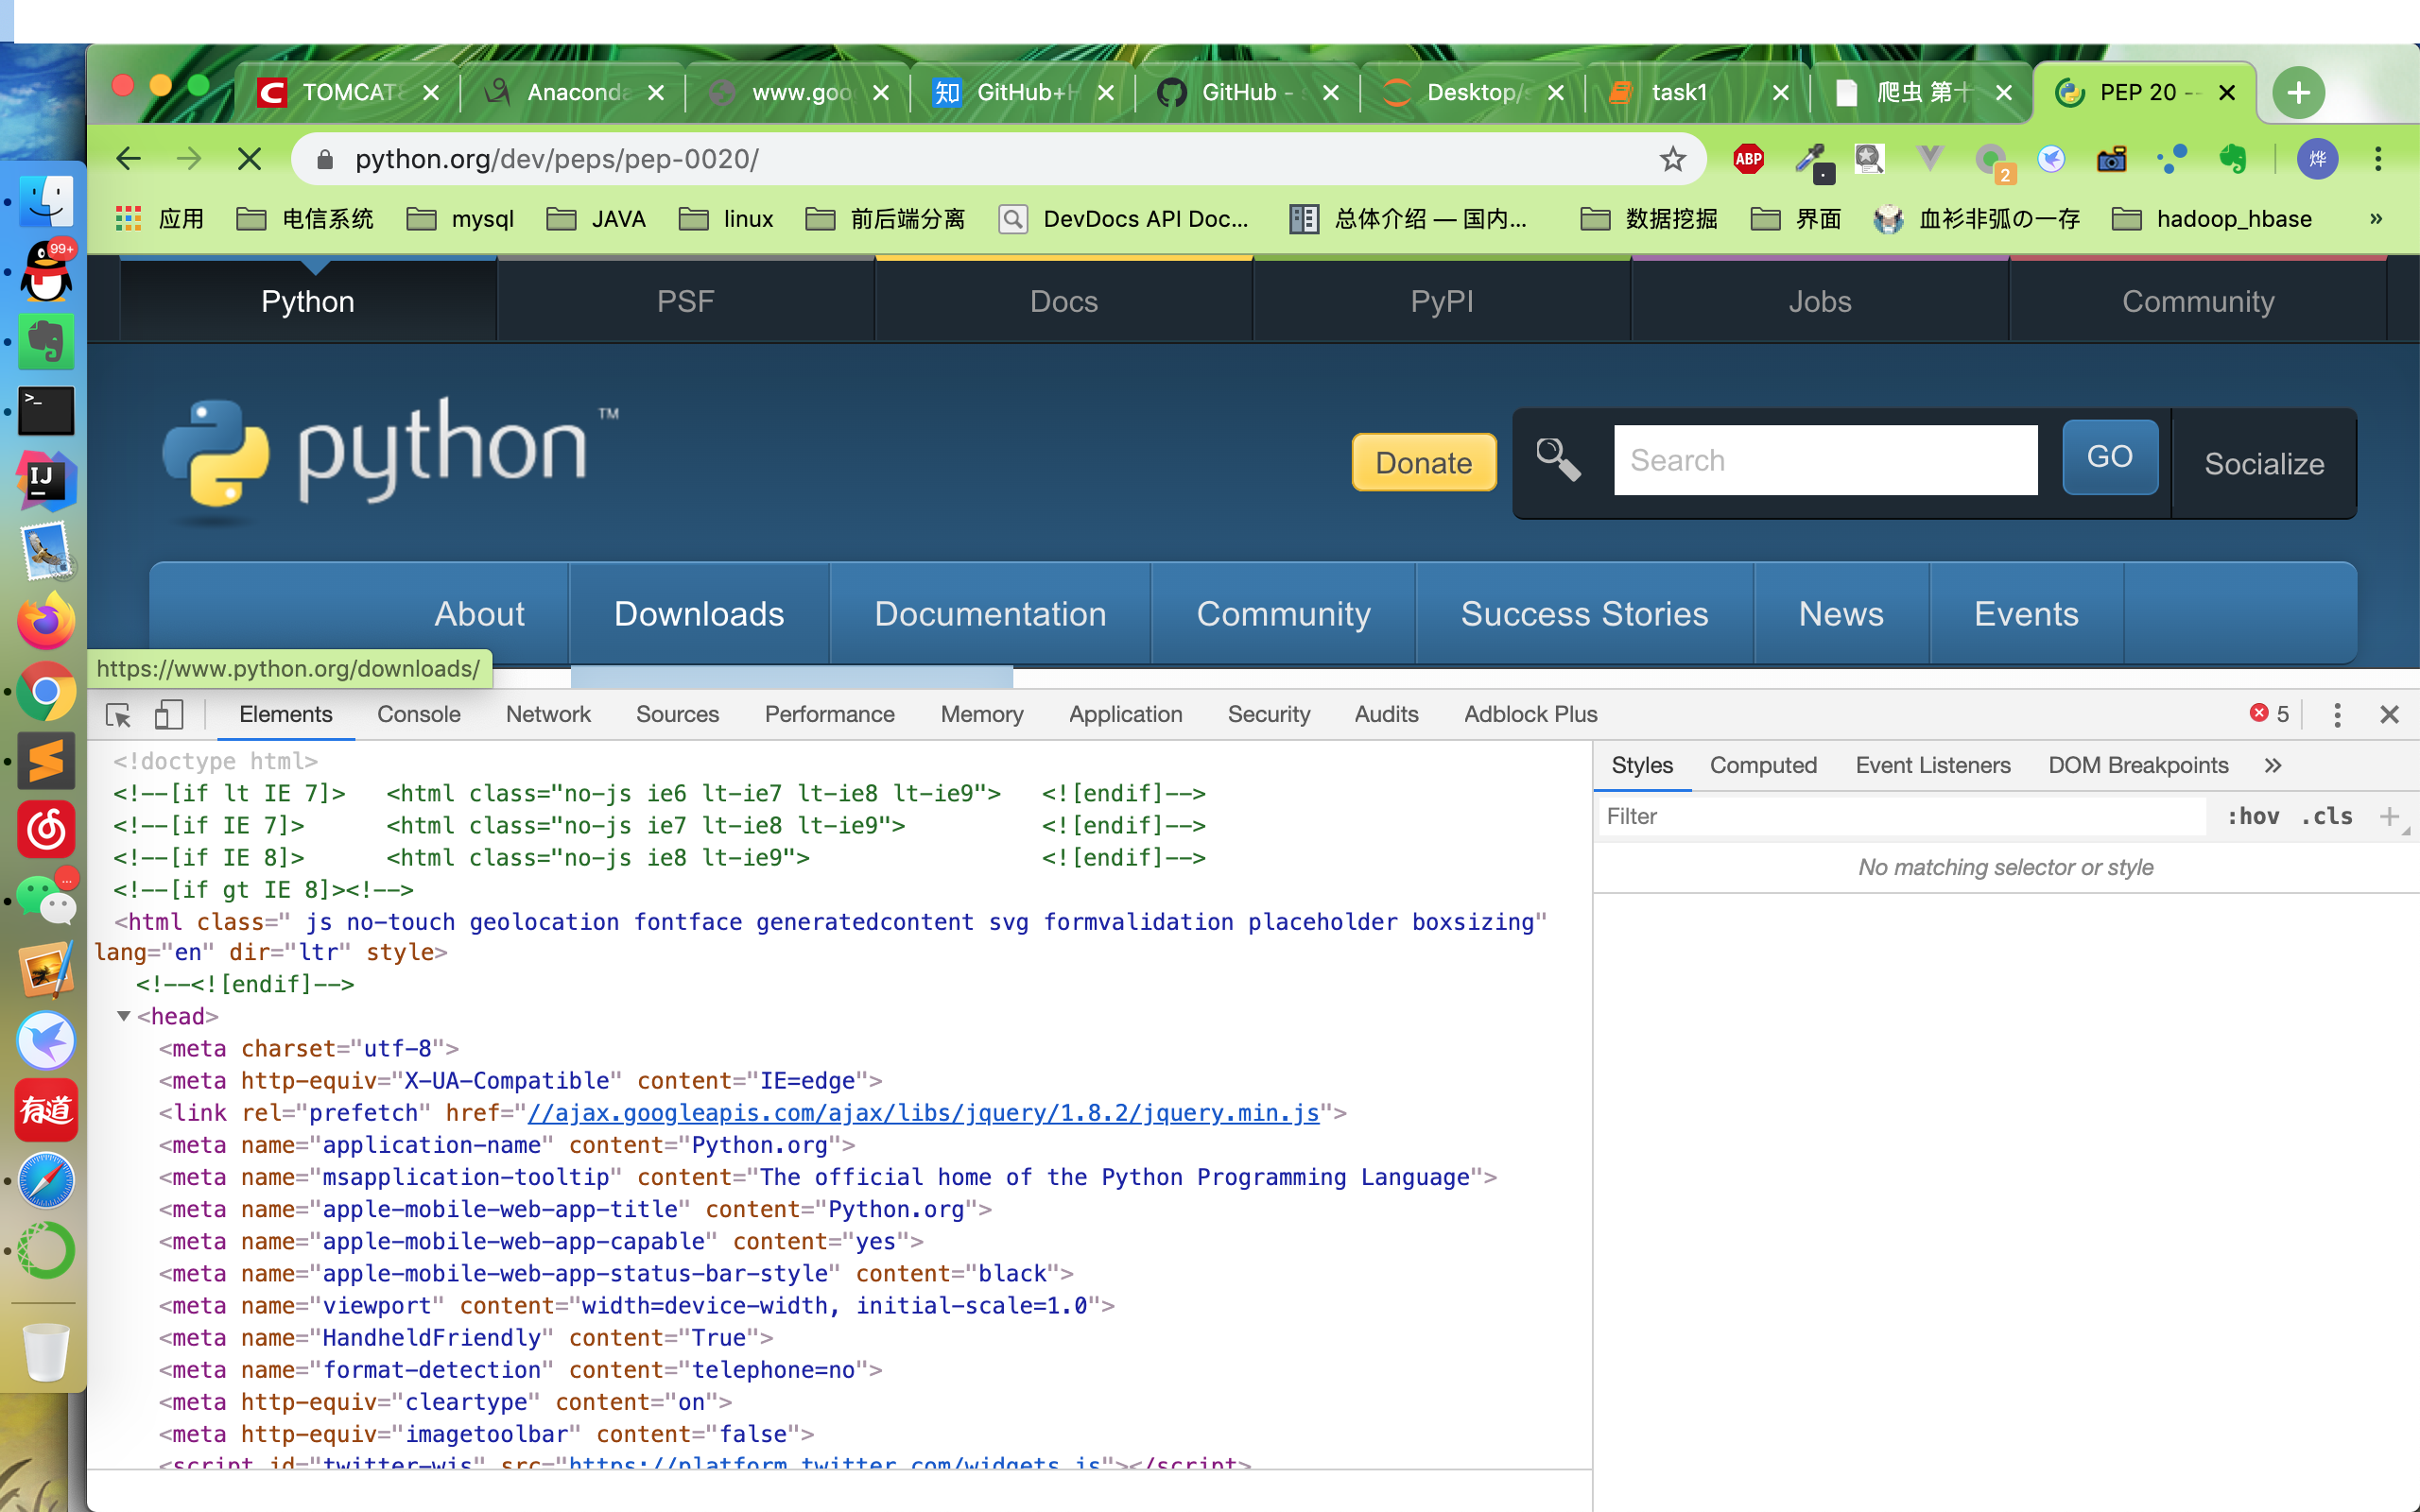 TOMCAT8 Anaconda www.goo GitHub+H GitHub - Desktop/ task1 爬虫 第十 PEP 20 --
python.org/dev/peps/pep-0020/ ABP 2 烨
应用 电信系统 mysql JAVA linux 前后端分离 DevDocs API Doc... 总体介绍 — 国内... 数据挖掘 界面 血衫非弧の一存 hadoop_hbase »
Python PSF Docs PyPI Jobs Community
99+
python™
Donate Search GO Socialize
About Downloads Documentation Community Success Stories News Events
https://www.python.org/downloads/
Elements Console Network Sources Performance Memory Application Security Audits Adblock Plus 5
Styles Computed Event Listeners DOM Breakpoints »
Filter :hov .cls +
No matching selector or style
<!doctype html>
<!--[if lt IE 7]> <html class="no-js ie6 lt-ie7 lt-ie8 lt-ie9"> <![endif]-->
<!--[if IE 7]> <html class="no-js ie7 lt-ie8 lt-ie9"> <![endif]-->
<!--[if IE 8]> <html class="no-js ie8 lt-ie9"> <![endif]-->
<!--[if gt IE 8]><!-->
<html class=" js no-touch geolocation fontface generatedcontent svg formvalidation placeholder boxsizing"
lang="en" dir="ltr" style>
<!--<![endif]-->
<head>
<meta charset="utf-8">
<meta http-equiv="X-UA-Compatible" content="IE=edge">
<link rel="prefetch" href="//ajax.googleapis.com/ajax/libs/jquery/1.8.2/jquery.min.js">
<meta name="application-name" content="Python.org">
<meta name="msapplication-tooltip" content="The official home of the Python Programming Language">
<meta name="apple-mobile-web-app-title" content="Python.org">
<meta name="apple-mobile-web-app-capable" content="yes">
<meta name="apple-mobile-web-app-status-bar-style" content="black">
<meta name="viewport" content="width=device-width, initial-scale=1.0">
<meta name="HandheldFriendly" content="True">
<meta name="format-detection" content="telephone=no">
<meta http-equiv="cleartype" content="on">
<meta http-equiv="imagetoolbar" content="false">
<script id="twitter-wjs" src="https://platform.twitter.com/widgets.js"></script>
IJ
有道